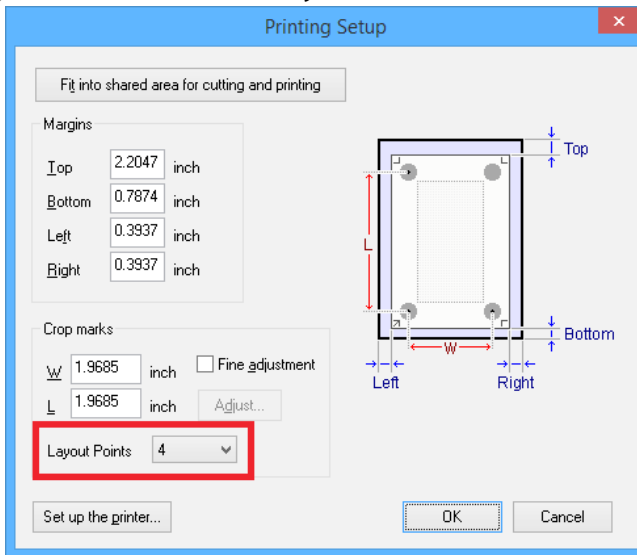 Printing Setup
Fit into shared area for cutting and printing
Margins
Top 2.2047 inch
Bottom 0.7874 inch
Left 0.3937 inch
Right 0.3937 inch
Top
L
W
Bottom
Left Right
Crop marks
W 1.9685 inch Fine adjustment
L 1.9685 inch Adjust...
Layout Points 4
Set up the printer... OK Cancel